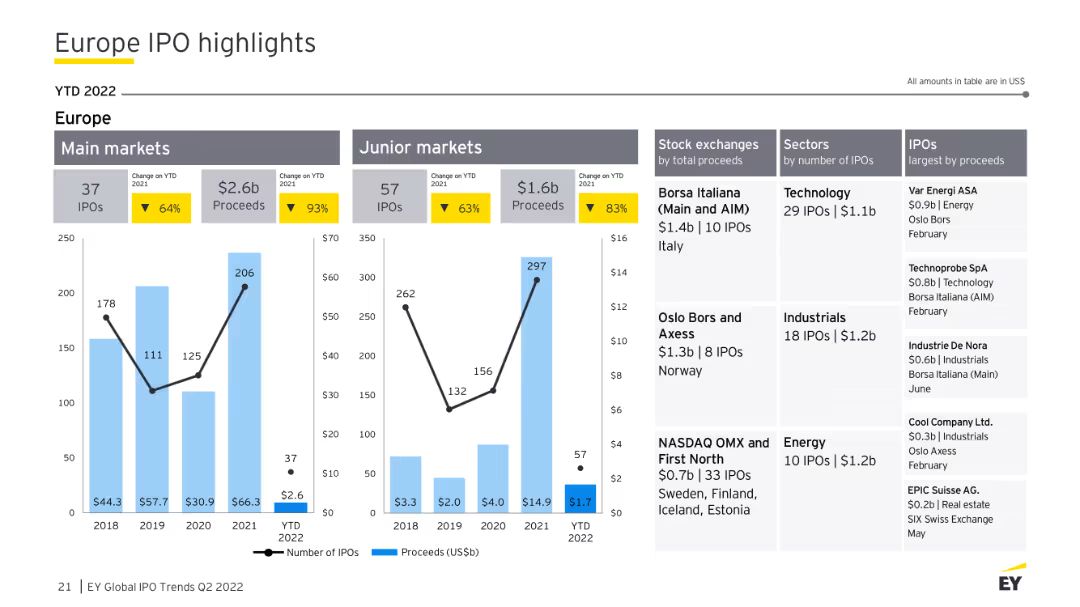 Europe IPO highlights
All amounts in table are in US$
YTD 2022
Europe
Main markets
37
IPOs
Change on YTD
2021
▼ 64%
$2.6b
Proceeds
Change on YTD
2021
▼ 93%
250
200
150
100
50
0
$70
$60
$50
$40
$30
$20
$10
$0
178
111
125
206
37
$44.3
$57.7
$30.9
$66.3
$2.6
2018
2019
2020
2021
YTD
2022
Junior markets
57
IPOs
Change on YTD
2021
▼ 63%
$1.6b
Proceeds
Change on YTD
2021
▼ 83%
350
300
250
200
150
100
50
0
$16
$14
$12
$10
$8
$6
$4
$2
$0
262
132
156
297
57
$3.3
$2.0
$4.0
$14.9
$1.7
2018
2019
2020
2021
YTD
2022
Number of IPOs
Proceeds (US$b)
Stock exchanges
by total proceeds
Borsa Italiana
(Main and AIM)
$1.4b | 10 IPOs
Italy
Oslo Bors and
Axess
$1.3b | 8 IPOs
Norway
NASDAQ OMX and
First North
$0.7b | 33 IPOs
Sweden, Finland,
Iceland, Estonia
Sectors
by number of IPOs
Technology
29 IPOs | $1.1b
Industrials
18 IPOs | $1.2b
Energy
10 IPOs | $1.2b
IPOs
largest by proceeds
Var Energi ASA
$0.9b | Energy
Oslo Bors
February
Technoprobe SpA
$0.8b | Technology
Borsa Italiana (AIM)
February
Industrie De Nora
$0.6b | Industrials
Borsa Italiana (Main)
June
Cool Company Ltd.
$0.3b | Industrials
Oslo Axess
February
EPIC Suisse AG.
$0.2b | Real estate
SIX Swiss Exchange
May
21 | EY Global IPO Trends Q2 2022
EY